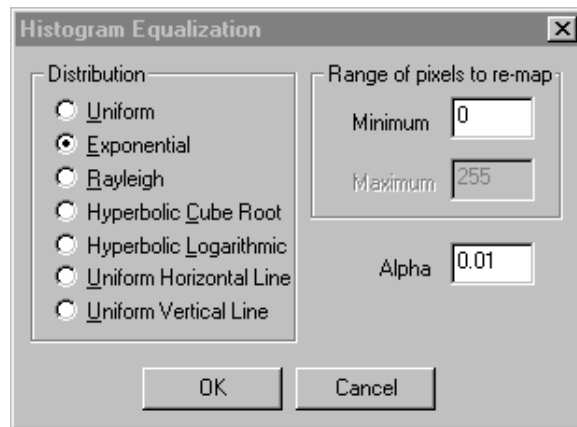 Histogram Equalization
Distribution
Uniform
Exponential
Rayleigh
Hyperbolic Cube Root
Hyperbolic Logarithmic
Uniform Horizontal Line
Uniform Vertical Line
Range of pixels to re-map
Minimum 0
Maximum 255
Alpha 0.01
OK Cancel